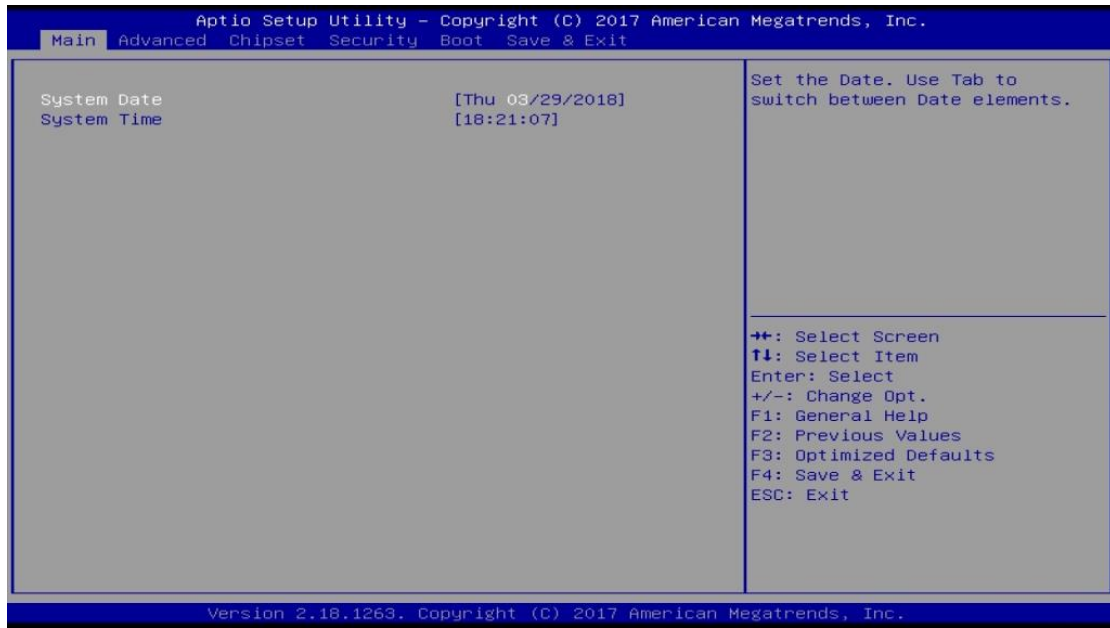 Aptio Setup Utility – Copyright (C) 2017 American Megatrends, Inc.
Main Advanced Chipset Security Boot Save & Exit
System Date [Thu 03/29/2018]
System Time [18:21:07]
Set the Date. Use Tab to
switch between Date elements.
→←: Select Screen
↑↓: Select Item
Enter: Select
+/-: Change Opt.
F1: General Help
F2: Previous Values
F3: Optimized Defaults
F4: Save & Exit
ESC: Exit
Version 2.18.1263. Copyright (C) 2017 American Megatrends, Inc.